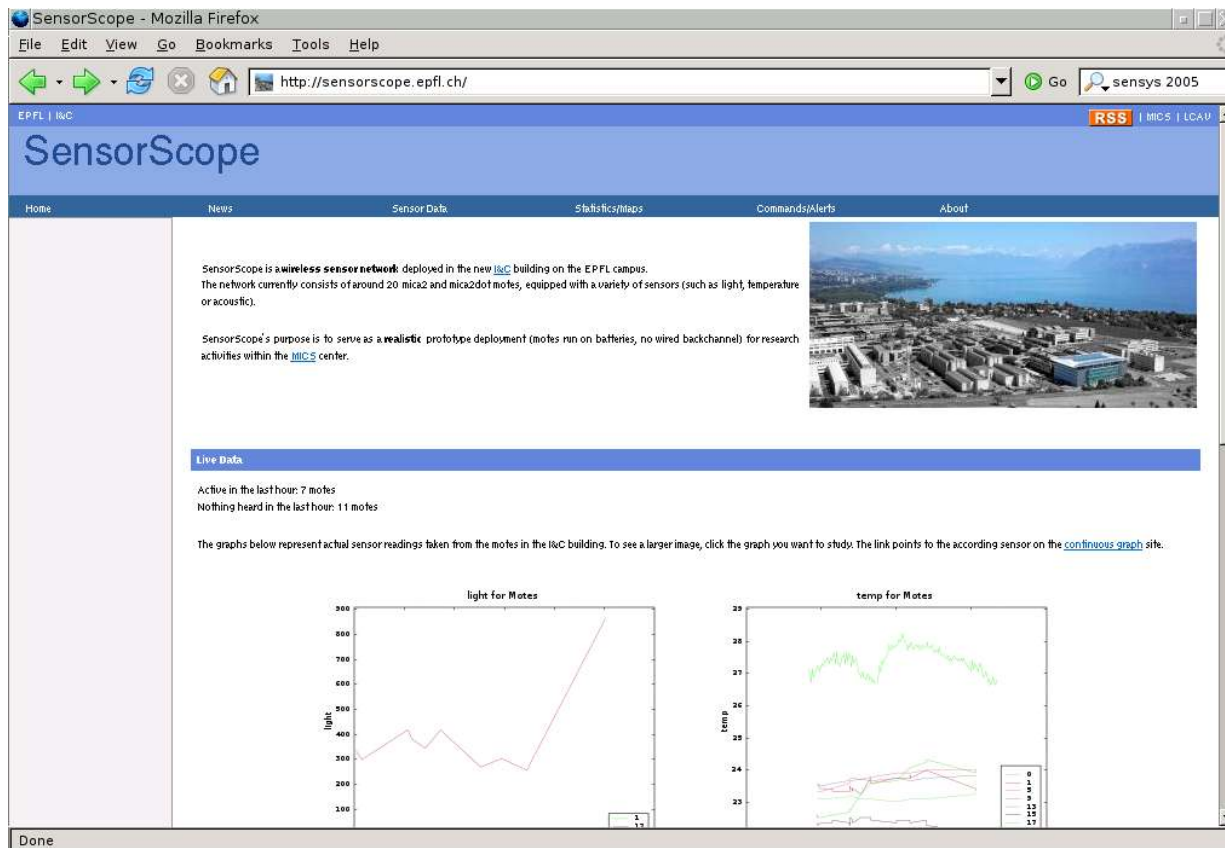 SensorScope - Mozilla Firefox
File Edit View Go Bookmarks Tools Help
http://sensorscope.epfl.ch/ Go sensys 2005
EPFL | I&C RSS | MICS | LCAV
SensorScope
Home News Sensor Data Statistics/Maps Commands/Alerts About
SensorScope is a wireless sensor network deployed in the new I&C building on the EPFL campus.
The network currently consists of around 20 mica2 and mica2dot motes, equipped with a variety of sensors (such as light, temperature
or acoustic).
SensorScope's purpose is to serve as a realistic prototype deployment (motes run on batteries, no wired backchannel) for research
activities within the MICS center.
Live Data
Active in the last hour: 7 motes
Nothing heard in the last hour: 11 motes
The graphs below represent actual sensor readings taken from the motes in the I&C building. To see a larger image, click the graph you want to study. The link points to the according sensor on the continuous graph site.
light for Motes
900
800
700
600
500
400
300
200
100
light
1
temp for Motes
29
28
27
26
25
24
23
temp
0
1
13
15
17
Done